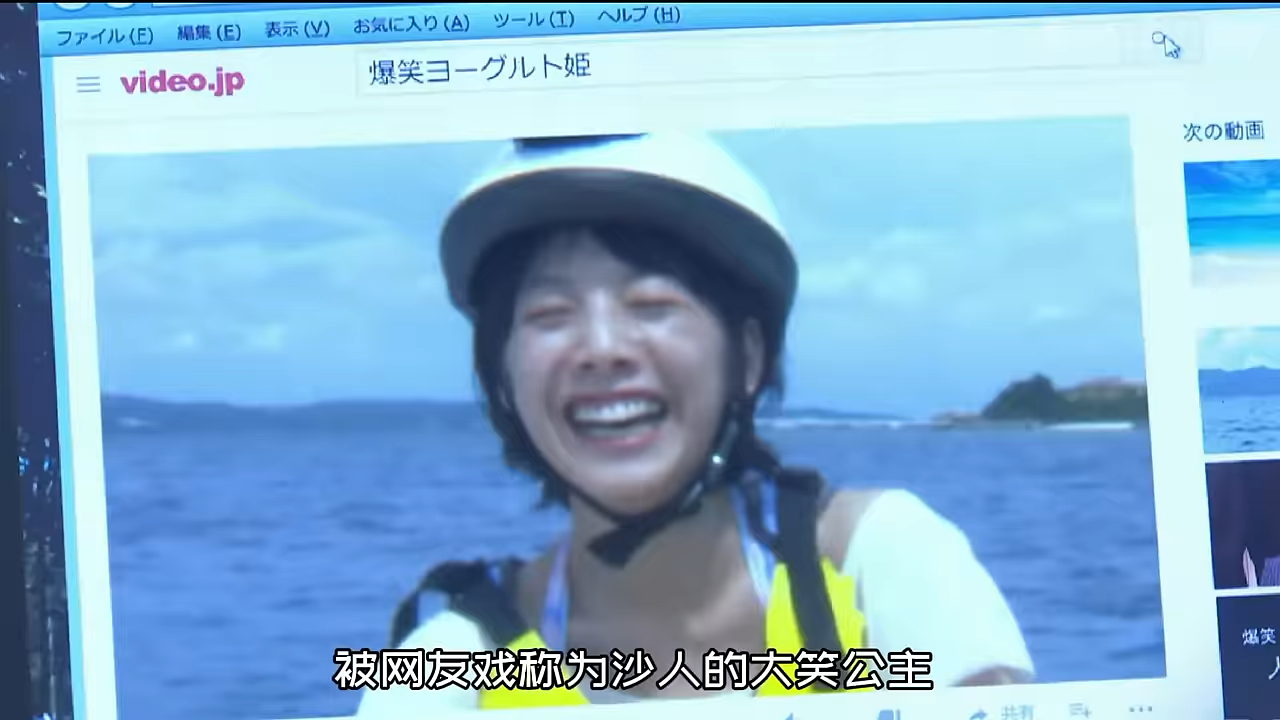 ファイル(F) 編集(E) 表示(V) お気に入り(A) ツール(T) ヘルプ(H)
video.jp
爆笑ヨーグルト姫
次の動画
爆笑
被网友戏称为沙人的大笑公主
共有